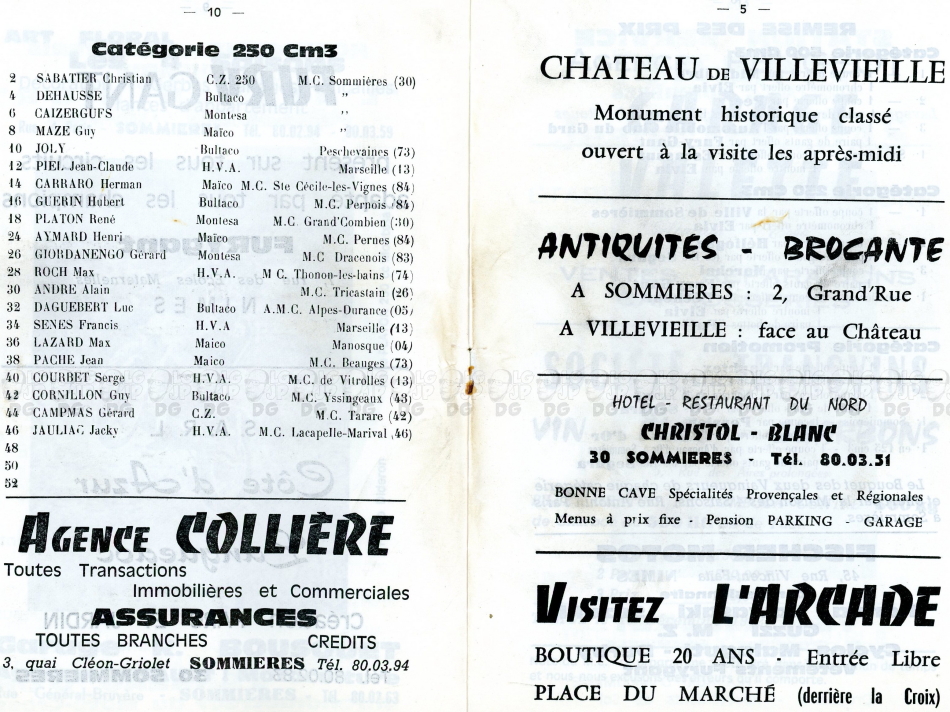 — 10 —
Catégorie 250 Cm3
2 SABATIER Christian C.Z. 250 M.C. Sommières (30)
4 DEHAUSSE Bultaco ,,
6 CAIZERGUFS Montesa ,,
8 MAZE Guy Maïco ,,
10 JOLY Bultaco Peschevaines (73)
12 PIEL Jean-Claude H.V.A. Marseille (13)
14 CARRARO Herman Maïco M.C. Ste Cécile-les-Vignes (84)
16 GUERIN Hubert Bultaco M.C. Pernois (84)
18 PLATON René Montesa M.C. Grand'Combien (30)
24 AYMARD Henri Maïco M.C. Pernes (84)
26 GIORDANENGO Gérard Montesa M.C Dracenois (83)
28 ROCH Max H.V.A. M C. Thonon-les-bains (74)
30 ANDRE Alain M.C. Tricastain (26)
32 DAGUEBERT Luc Bultaco A.M.C. Alpes-Durance (05)
34 SENES Francis H.V.A Marseille (13)
36 LAZARD Max Maico Manosque (04)
38 PACHE Jean Maico M.C. Beauges (73)
40 COURBET Serge H.V.A. M.C. de Vitrolles (13)
42 CORNILLON Guy Bultaco M.C. Yssingeaux (43)
44 CAMPMAS Gérard C.Z. M.C. Tarare (42)
46 JAULIAC Jacky H.V.A. M.C. Lacapelle-Marival (46)
48
50
52
AGENCE COLLIÈRE
Toutes Transactions
Immobilières et Commerciales
ASSURANCES
TOUTES BRANCHES CREDITS
3, quai Cléon-Griolet SOMMIERES Tél. 80.03.94
— 5 —
CHATEAU DE VILLEVIEILLE
Monument historique classé
ouvert à la visite les après-midi
ANTIQUITÉS - BROCANTE
A SOMMIERES : 2, Grand'Rue
A VILLEVIEILLE : face au Château
HOTEL - RESTAURANT DU NORD
CHRISTOL - BLANC
30 SOMMIERES - Tél. 80.03.51
BONNE CAVE Spécialités Provençales et Régionales
Menus à prix fixe - Pension PARKING - GARAGE
VISITEZ L'ARCADE
BOUTIQUE 20 ANS - Entrée Libre
PLACE DU MARCHÉ (derrière la Croix)